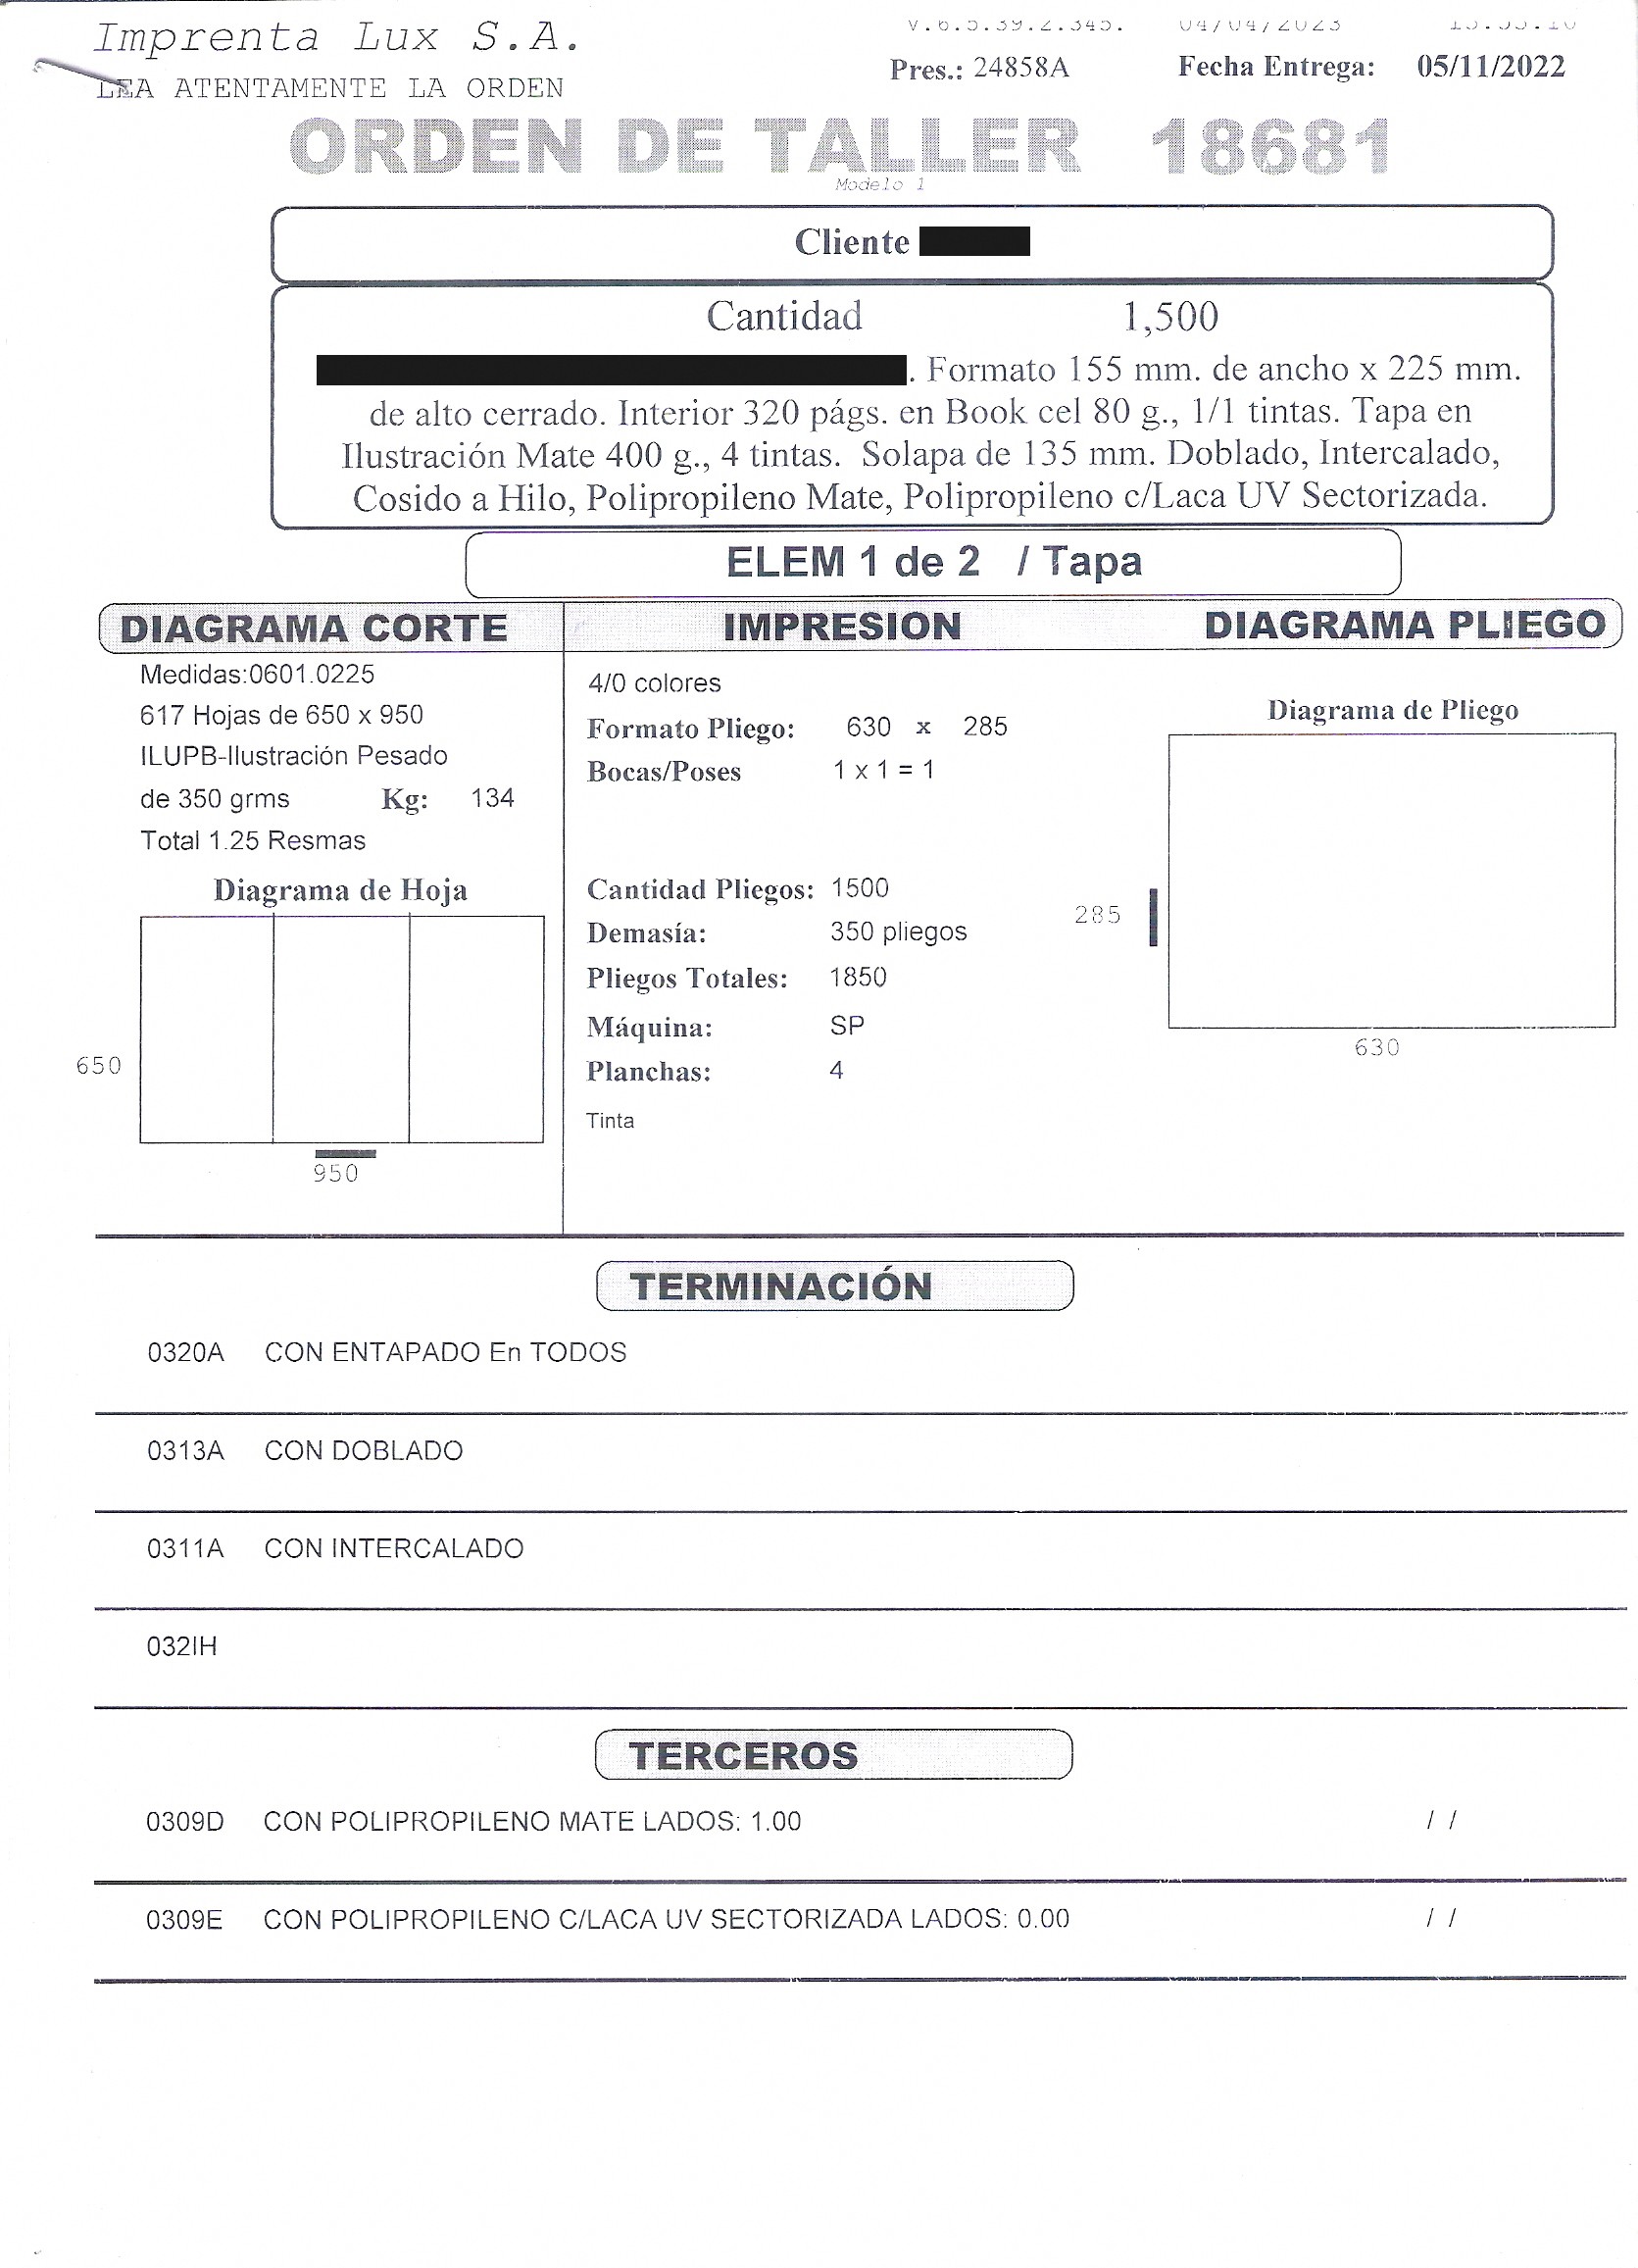 Imprenta Lux S.A.
V.6.5.39.2.345. 04/04/2023
LEA ATENTAMENTE LA ORDEN
Pres.: 24858A Fecha Entrega: 05/11/2022
ORDEN DE TALLER 18681
Modelo 1
Cliente
Cantidad 1,500
. Formato 155 mm. de ancho x 225 mm.
de alto cerrado. Interior 320 págs. en Book cel 80 g., 1/1 tintas. Tapa en
Ilustración Mate 400 g., 4 tintas. Solapa de 135 mm. Doblado, Intercalado,
Cosido a Hilo, Polipropileno Mate, Polipropileno c/Laca UV Sectorizada.
ELEM 1 de 2 / Tapa
DIAGRAMA CORTE IMPRESION DIAGRAMA PLIEGO
Medidas:0601.0225
617 Hojas de 650 x 950
ILUPB-Ilustración Pesado
de 350 grms Kg: 134
Total 1.25 Resmas
Diagrama de Hoja
650
950
4/0 colores
Formato Pliego: 630 x 285
Bocas/Poses 1 x 1 = 1
Cantidad Pliegos: 1500
Demasía: 350 pliegos
Pliegos Totales: 1850
Máquina: SP
Planchas: 4
Tinta
Diagrama de Pliego
285
630
TERMINACIÓN
0320A CON ENTAPADO En TODOS
0313A CON DOBLADO
0311A CON INTERCALADO
032IH
TERCEROS
0309D CON POLIPROPILENO MATE LADOS: 1.00 / /
0309E CON POLIPROPILENO C/LACA UV SECTORIZADA LADOS: 0.00 / /